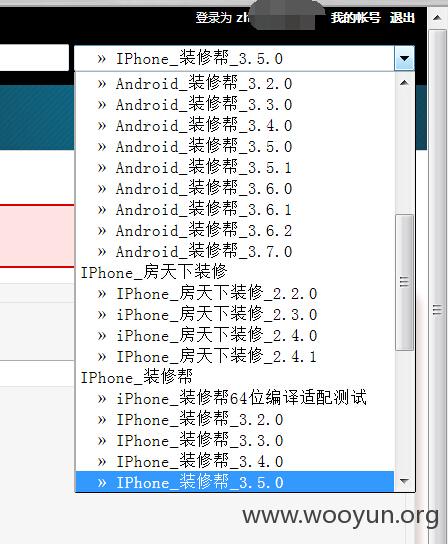 登录为 zh 我的帐号 退出
» IPhone_装修帮_3.5.0
» Android_装修帮_3.2.0
» Android_装修帮_3.3.0
» Android_装修帮_3.4.0
» Android_装修帮_3.5.0
» Android_装修帮_3.5.1
» Android_装修帮_3.6.0
» Android_装修帮_3.6.1
» Android_装修帮_3.6.2
» Android_装修帮_3.7.0
IPhone_房天下装修
» IPhone_房天下装修_2.2.0
» IPhone_房天下装修_2.3.0
» iPhone_房天下装修_2.4.0
» IPhone_房天下装修_2.4.1
IPhone_装修帮
» iPhone_装修帮64位编译适配测试
» IPhone_装修帮_3.2.0
» IPhone_装修帮_3.3.0
» IPhone_装修帮_3.4.0
» IPhone_装修帮_3.5.0
www.wooyun.org